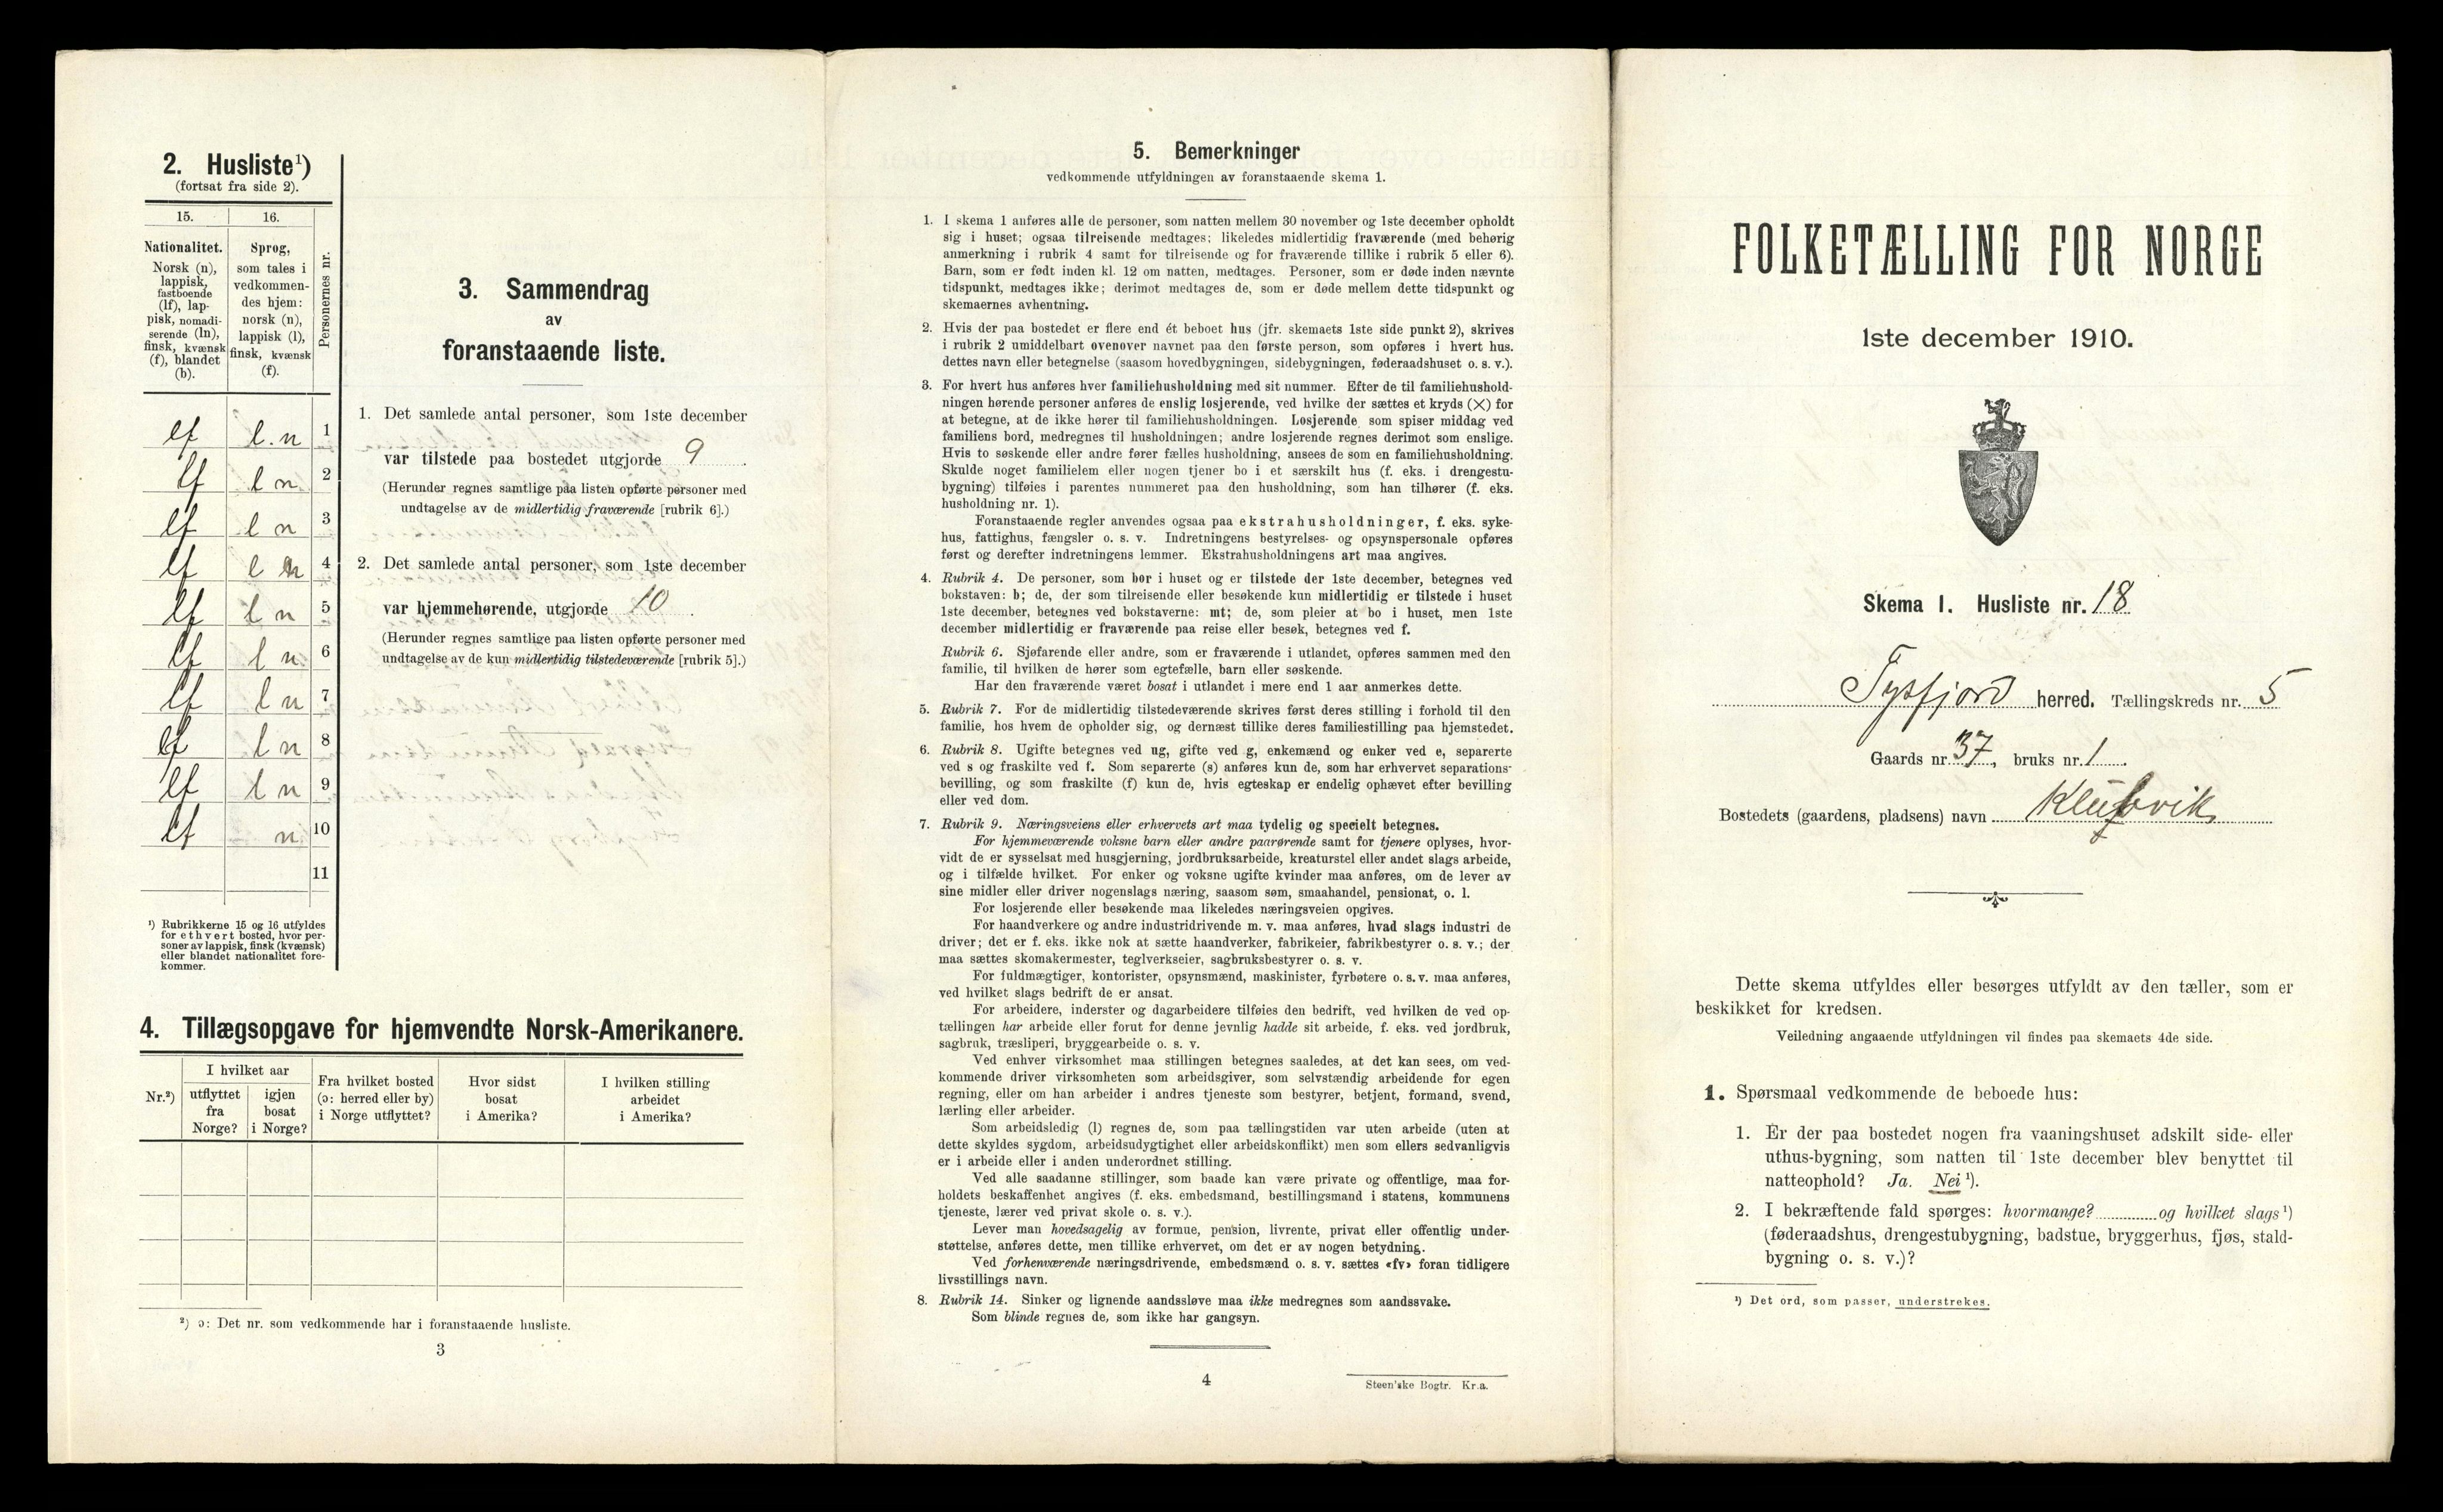 2. Husliste¹)
(fortsat fra side 2).
15.
16.
Personernes nr.
Nationalitet.
Norsk (n),
lappisk,
fastboende
(lf), lap-
pisk, nomadi-
serende (ln),
finsk, kvænsk
(f), blandet
(b).
Sprog,
som tales i
vedkommen-
des hjem:
norsk (n),
lappisk (l),
finsk, kvænsk
(f).
lf l.n 1
lf l n 2
lf l n 3
lf l n 4
lf l n 5
lf l n 6
lf l n 7
lf l n 8
lf l n 9
lf n 10
11
¹) Rubrikkerne 15 og 16 utfyldes
for ethvert bosted, hvor per-
soner av lappisk, finsk (kvænsk)
eller blandet nationalitet fore-
kommer.
3. Sammendrag
av
foranstaaende liste.
1. Det samlede antal personer, som 1ste december
var tilstede paa bostedet utgjorde 9.
(Herunder regnes samtlige paa listen opførte personer med
undtagelse av de midlertidig fraværende [rubrik 6].)
2. Det samlede antal personer, som 1ste december
var hjemmehørende, utgjorde 10.
(Herunder regnes samtlige paa listen opførte personer med
undtagelse av de kun midlertidig tilstedeværende [rubrik 5].)
4. Tillægsopgave for hjemvendte Norsk-Amerikanere.
Nr.²)
I hvilket aar
utflyttet
fra
Norge?
igjen
bosat
i Norge?
Fra hvilket bosted
(ɔ: herred eller by)
i Norge utflyttet?
Hvor sidst
bosat
i Amerika?
I hvilken stilling
arbeidet
i Amerika?
²) ɔ: Det nr. som vedkommende har i foranstaaende husliste.
3
5. Bemerkninger
vedkommende utfyldningen av foranstaaende skema 1.
1. I skema 1 anføres alle de personer, som natten mellem 30 november og 1ste december opholdt
sig i huset; ogsaa tilreisende medtages; likeledes midlertidig fraværende (med behørig
anmerkning i rubrik 4 samt for tilreisende og for fraværende tillike i rubrik 5 eller 6).
Barn, som er født inden kl. 12 om natten, medtages. Personer, som er døde inden nævnte
tidspunkt, medtages ikke; derimot medtages de, som er døde mellem dette tidspunkt og
skemaernes avhentning.
2. Hvis der paa bostedet er flere end ét beboet hus (jfr. skemaets 1ste side punkt 2), skrives
i rubrik 2 umiddelbart ovenover navnet paa den første person, som opføres i hvert hus.
dettes navn eller betegnelse (saasom hovedbygningen, sidebygningen, føderaadshuset o. s. v.).
3. For hvert hus anføres hver familiehusholdning med sit nummer. Efter de til familiehushold-
ningen hørende personer anføres de enslig losjerende, ved hvilke der sættes et kryds (×) for
at betegne, at de ikke hører til familiehusholdningen. Losjerende som spiser middag ved
familiens bord, medregnes til husholdningen; andre losjerende regnes derimot som enslige.
Hvis to søskende eller andre fører fælles husholdning, ansees de som en familiehusholdning.
Skulde noget familielem eller nogen tjener bo i et særskilt hus (f. eks. i drengestu-
bygning) tilføies i parentes nummeret paa den husholdning, som han tilhører (f. eks.
husholdning nr. 1).
Foranstaaende regler anvendes ogsaa paa ekstrahusholdninger, f. eks. syke-
hus, fattighus, fængsler o. s. v. Indretningens bestyrelses- og opsynspersonale opføres
først og derefter indretningens lemmer. Ekstrahusholdningens art maa angives.
4. Rubrik 4. De personer, som bor i huset og er tilstede der 1ste december, betegnes ved
bokstaven: b; de, der som tilreisende eller besøkende kun midlertidig er tilstede i huset
1ste december, betegnes ved bokstaverne: mt; de, som pleier at bo i huset, men 1ste
december midlertidig er fraværende paa reise eller besøk, betegnes ved f.
Rubrik 6. Sjøfarende eller andre, som er fraværende i utlandet, opføres sammen med den
familie, til hvilken de hører som egtefælle, barn eller søskende.
Har den fraværende været bosat i utlandet i mere end 1 aar anmerkes dette.
5. Rubrik 7. For de midlertidig tilstedeværende skrives først deres stilling i forhold til den
familie, hos hvem de opholder sig, og dernæst tillike deres familiestilling paa hjemstedet.
6. Rubrik 8. Ugifte betegnes ved ug, gifte ved g, enkemænd og enker ved e, separerte
ved s og fraskilte ved f. Som separerte (s) anføres kun de, som har erhvervet separations-
bevilling, og som fraskilte (f) kun de, hvis egteskap er endelig ophævet efter bevilling
eller ved dom.
7. Rubrik 9. Næringsveiens eller erhvervets art maa tydelig og specielt betegnes.
For hjemmeværende voksne barn eller andre paarørende samt for tjenere oplyses, hvor-
vidt de er sysselsat med husgjerning, jordbruksarbeide, kreaturstel eller andet slags arbeide,
og i tilfælde hvilket. For enker og voksne ugifte kvinder maa anføres, om de lever av
sine midler eller driver nogenslags næring, saasom søm, smaahandel, pensionat, o. l.
For losjerende eller besøkende maa likeledes næringsveien opgives.
For haandverkere og andre industridrivende m. v. maa anføres, hvad slags industri de
driver; det er f. eks. ikke nok at sætte haandverker, fabrikeier, fabrikbestyrer o. s. v.; der
maa sættes skomakermester, teglverkseier, sagbruksbestyrer o. s. v.
For fuldmægtiger, kontorister, opsynsmænd, maskinister, fyrbøtere o. s. v. maa anføres,
ved hvilket slags bedrift de er ansat.
For arbeidere, inderster og dagarbeidere tilføies den bedrift, ved hvilken de ved op-
tællingen har arbeide eller forut for denne jevnlig hadde sit arbeide, f. eks. ved jordbruk,
sagbruk, træsliperi, bryggearbeide o. s. v.
Ved enhver virksomhet maa stillingen betegnes saaledes, at det kan sees, om ved-
kommende driver virksomheten som arbeidsgiver, som selvstændig arbeidende for egen
regning, eller om han arbeider i andres tjeneste som bestyrer, betjent, formand, svend,
lærling eller arbeider.
Som arbeidsledig (l) regnes de, som paa tællingstiden var uten arbeide (uten at
dette skyldes sygdom, arbeidsudygtighet eller arbeidskonflikt) men som ellers sedvanligvis
er i arbeide eller i anden underordnet stilling.
Ved alle saadanne stillinger, som baade kan være private og offentlige, maa for-
holdets beskaffenhet angives (f. eks. embedsmand, bestillingsmand i statens, kommunens
tjeneste, lærer ved privat skole o. s. v.).
Lever man hovedsagelig av formue, pension, livrente, privat eller offentlig under-
støttelse, anføres dette, men tillike erhvervet, om det er av nogen betydning.
Ved forhenværende næringsdrivende, embedsmænd o. s. v. sættes «fv» foran tidligere
livsstillings navn.
8. Rubrik 14. Sinker og lignende aandssløve maa ikke medregnes som aandssvake.
Som blinde regnes de, som ikke har gangsyn.
4
Steen'ske Bogtr. Kr.a.
FOLKETÆLLING FOR NORGE
1ste december 1910.
Skema 1. Husliste nr. 18
Tysfjord herred. Tællingskreds nr. 5
Gaards nr. 37, bruks nr. 1.
Bostedets (gaardens, pladsens) navn
Dette skema utfyldes eller besørges utfyldt av den tæller, som er
beskikket for kredsen.
Veiledning angaaende utfyldningen vil findes paa skemaets 4de side.
1. Spørsmaal vedkommende de beboede hus:
1. Er der paa bostedet nogen fra vaaningshuset adskilt side- eller
uthus-bygning, som natten til 1ste december blev benyttet til
natteophold? Ja. Nei ¹).
2. I bekræftende fald spørges: hvormange? og hvilket slags ¹)
(føderaadshus, drengestubygning, badstue, bryggerhus, fjøs, stald-
bygning o. s. v.)?
¹) Det ord, som passer, understrekes.